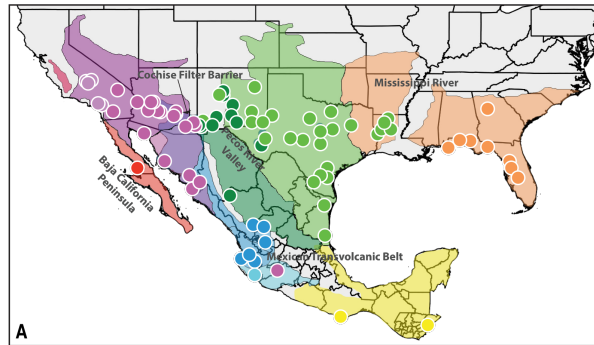 Cochise Filter Barrier
Mississippi River
Pecos River
Valley
Baja California
Peninsula
Mexican Transvolcanic Belt
A